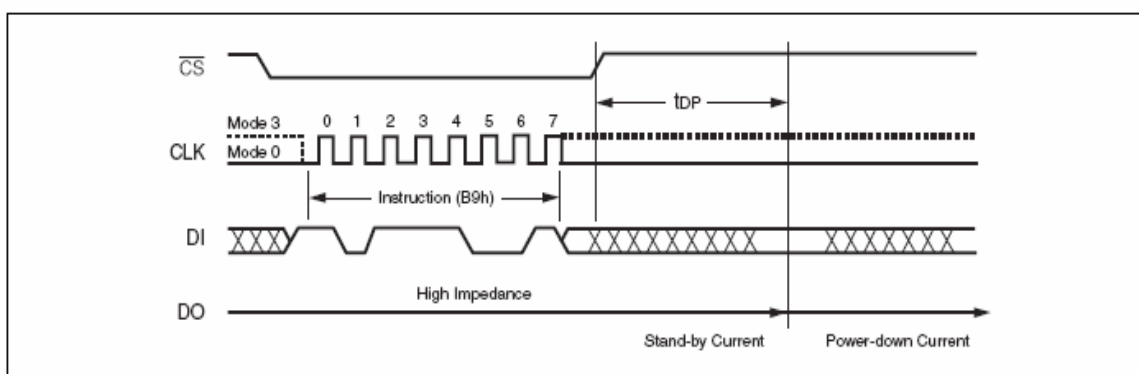 CS
tDP
Mode 3
0 1 2 3 4 5 6 7
CLK
Mode 0
Instruction (B9h)
DI
High Impedance
DO
Stand-by Current
Power-down Current